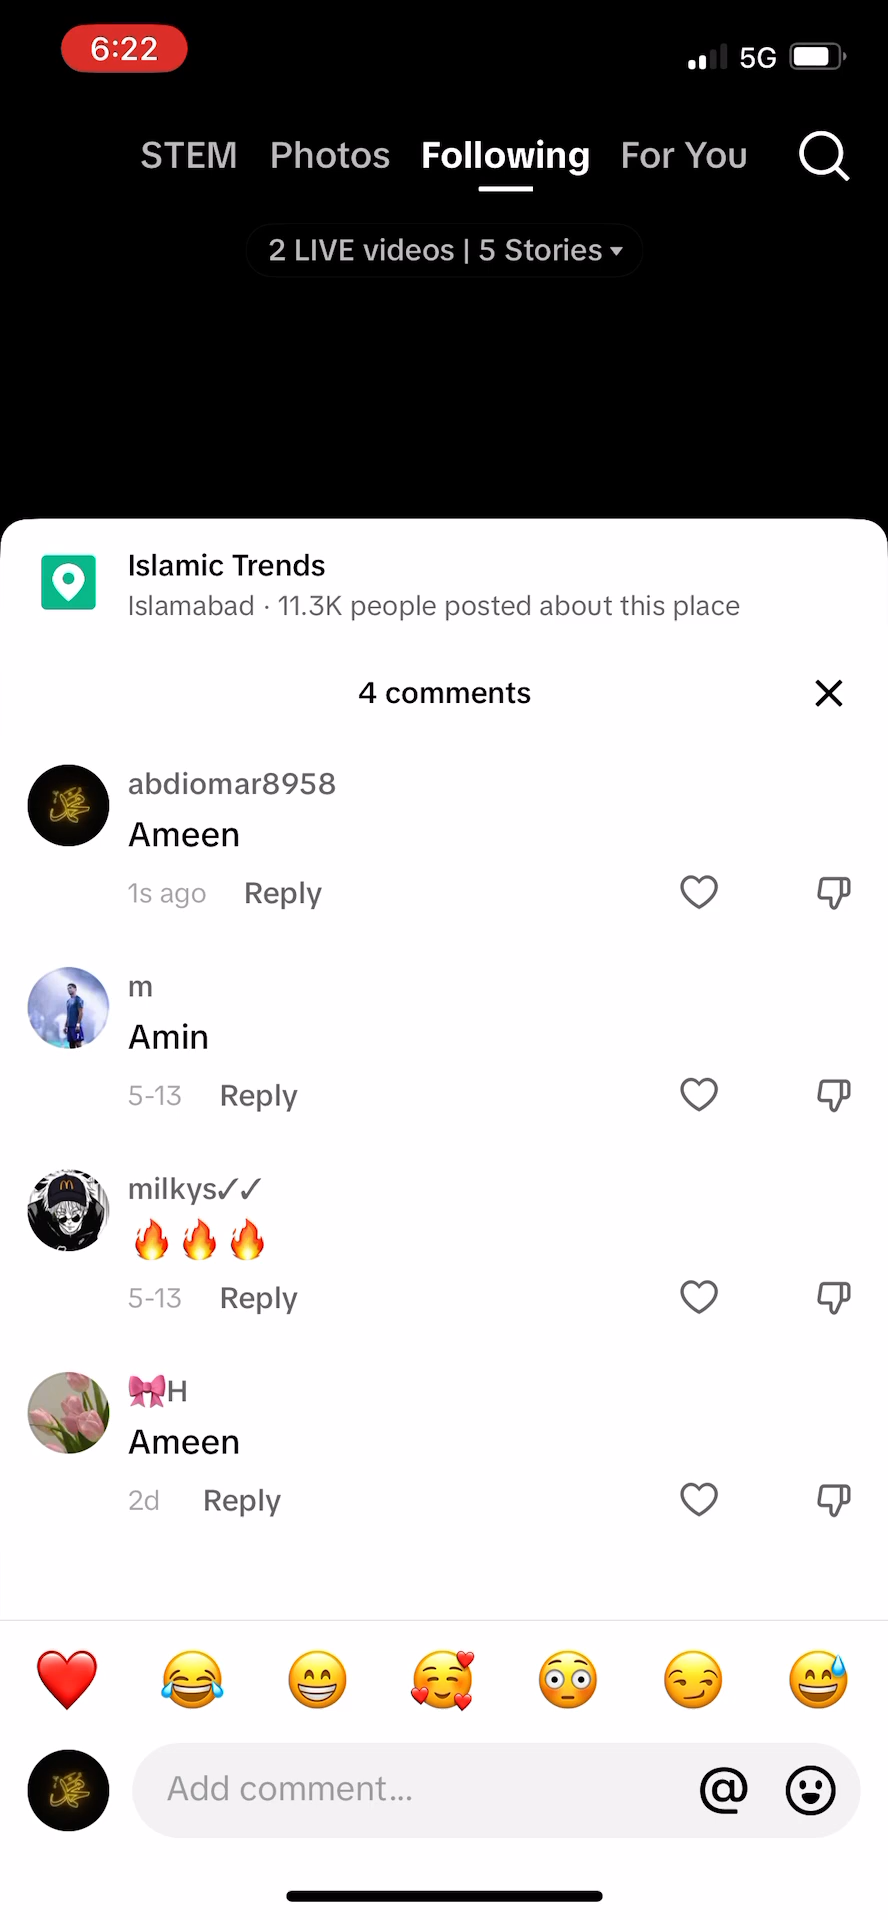 6:22
5G
STEM Photos Following For You
2 LIVE videos | 5 Stories ▾
Islamic Trends
Islamabad · 11.3K people posted about this place
4 comments
abdiomar8958
Ameen
1s ago Reply
m
Amin
5-13 Reply
milkys✓✓
🔥🔥🔥
5-13 Reply
🎀H
Ameen
2d Reply
Add comment...
@